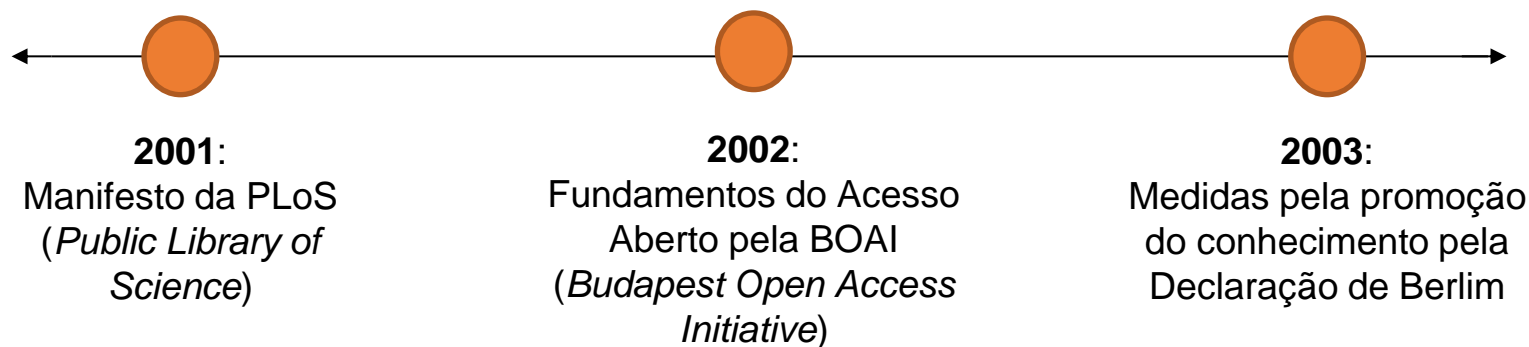 2001:
Manifesto da PLoS
(Public Library of
Science)
2002:
Fundamentos do Acesso
Aberto pela BOAI
(Budapest Open Access
Initiative)
2003:
Medidas pela promoção
do conhecimento pela
Declaração de Berlim